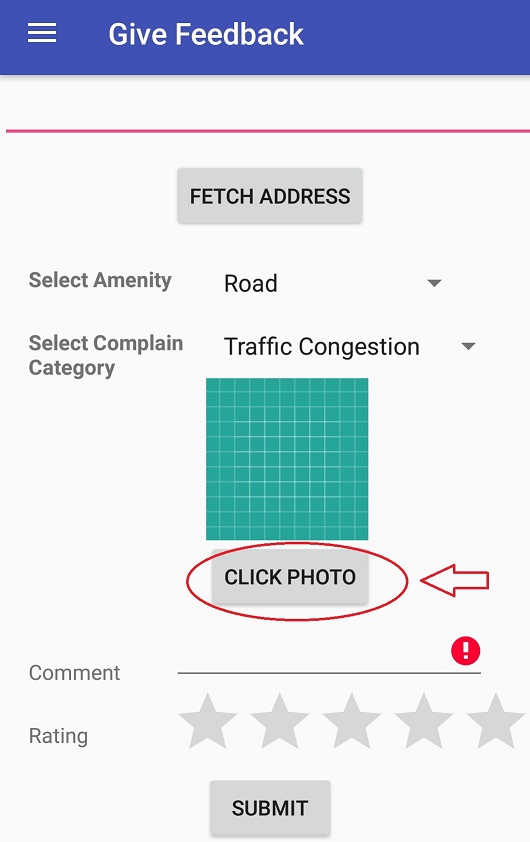 Give Feedback
FETCH ADDRESS
Select Amenity
Road
Select Complain
Category
Traffic Congestion
CLICK PHOTO
Comment
Rating
SUBMIT